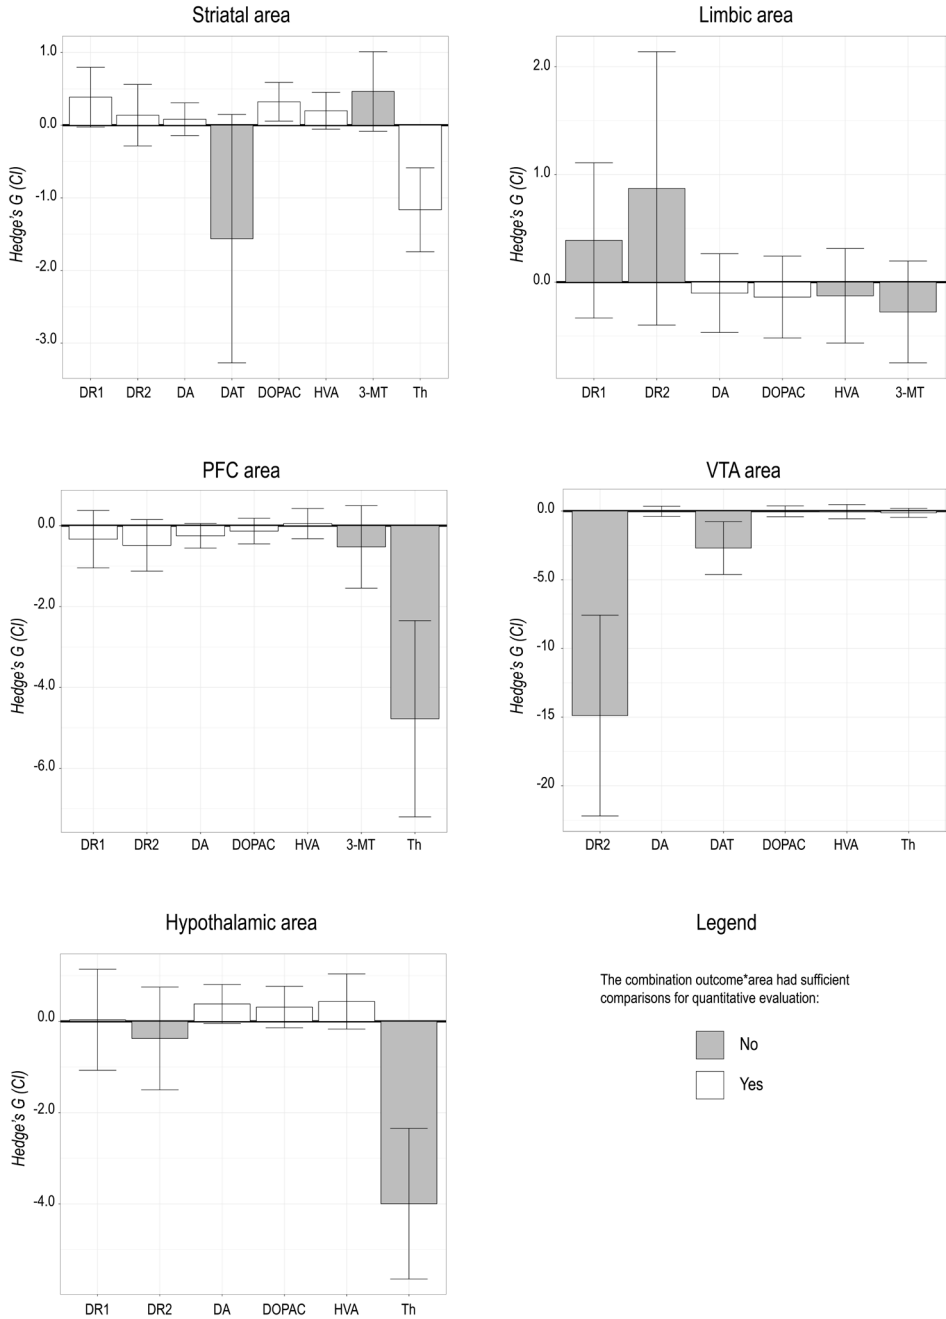 Striatal area
1.0
0.0
-1.0
-2.0
-3.0
Hedge's G (CI)
DR1 DR2 DA DAT DOPAC HVA 3-MT Th
Limbic area
2.0
1.0
0.0
Hedge's G (CI)
DR1 DR2 DA DOPAC HVA 3-MT
PFC area
0.0
-2.0
-4.0
-6.0
Hedge's G (CI)
DR1 DR2 DA DOPAC HVA 3-MT Th
VTA area
0.0
-5.0
-10
-15
-20
Hedge's G (CI)
DR2 DA DAT DOPAC HVA Th
Hypothalamic area
0.0
-2.0
-4.0
Hedge's G (CI)
DR1 DR2 DA DOPAC HVA Th
Legend
The combination outcome*area had sufficient
comparisons for quantitative evaluation:
No
Yes